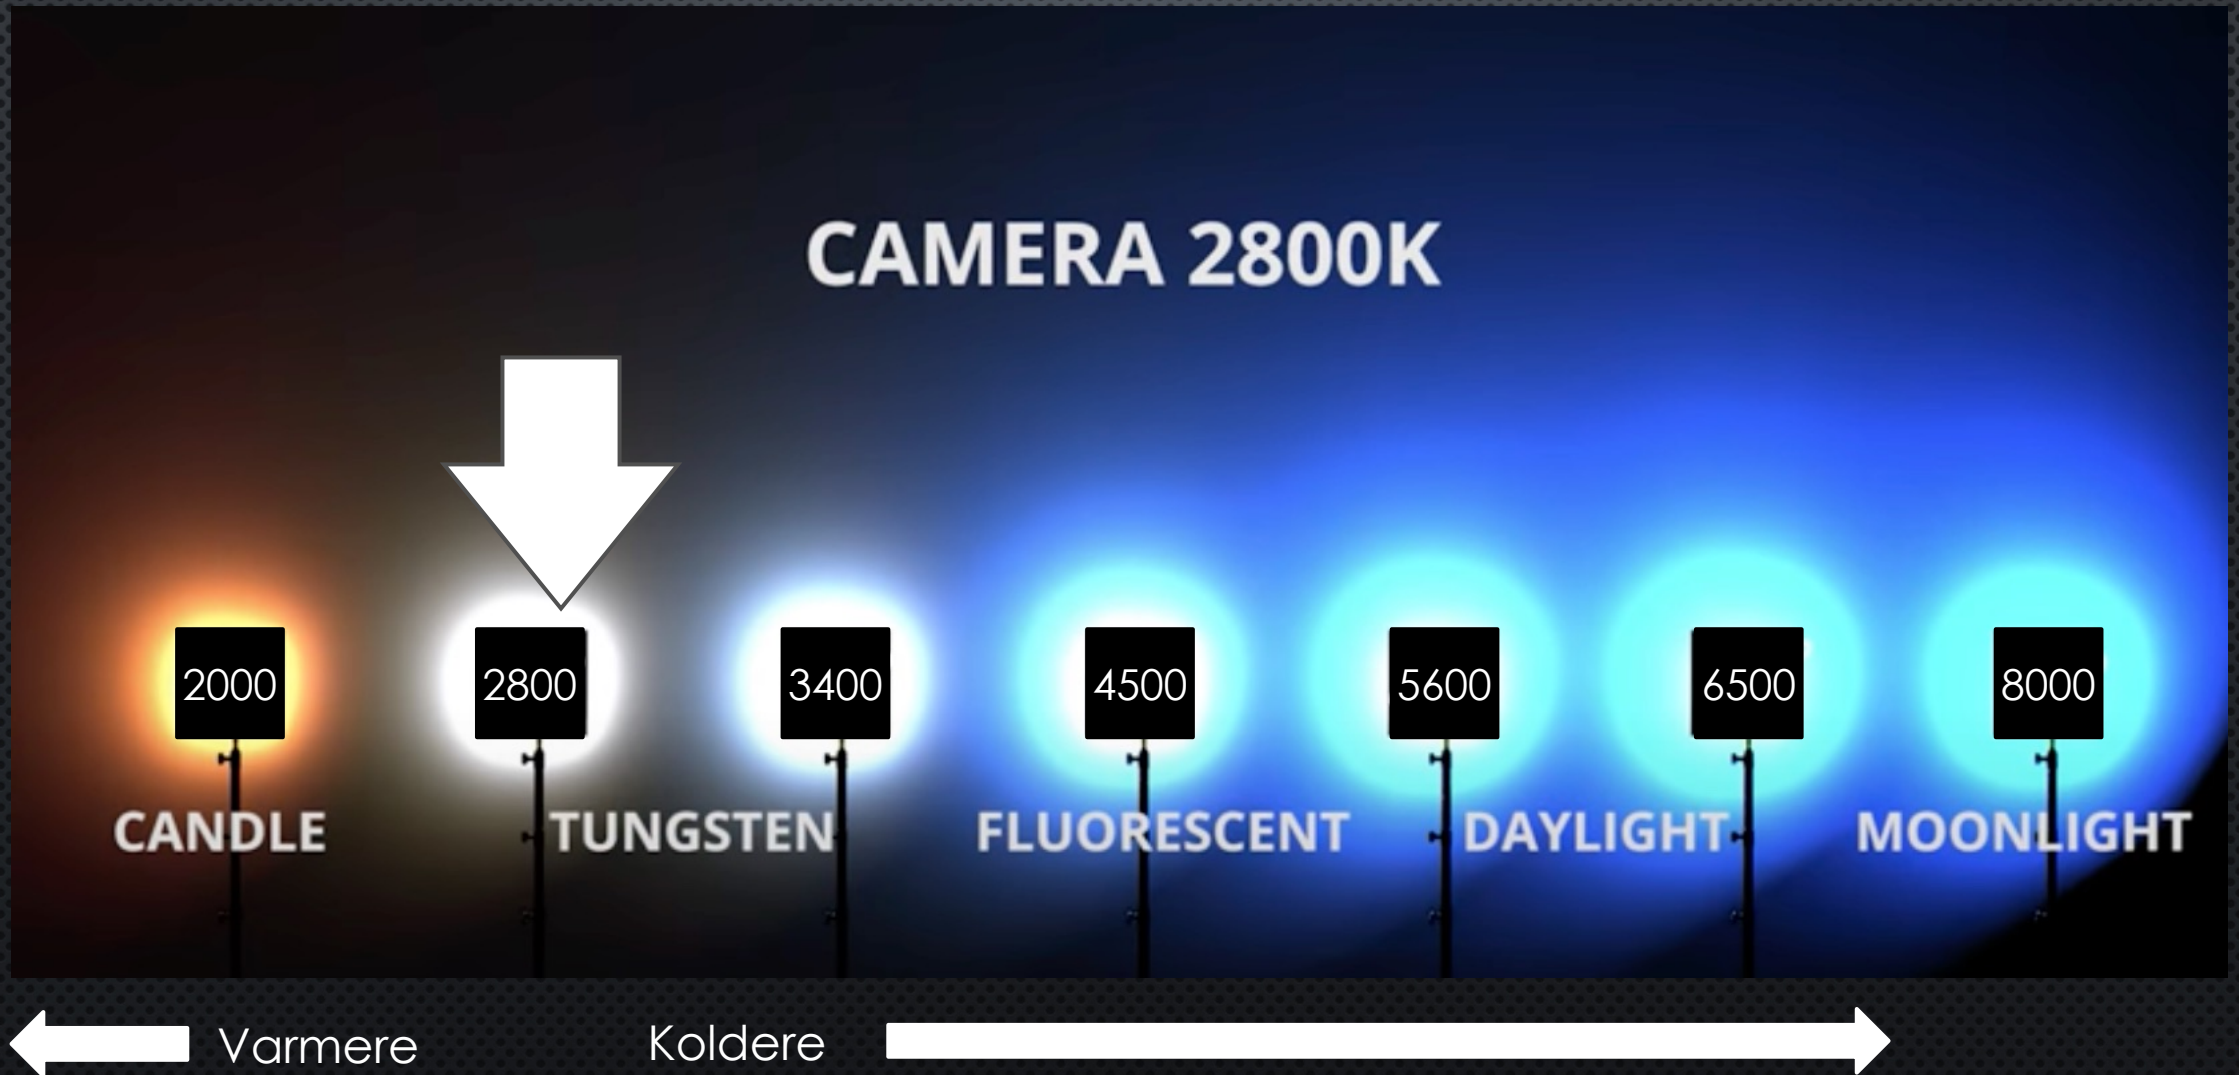 CAMERA 2800K
2000 2800 3400 4500 5600 6500 8000
CANDLE TUNGSTEN FLUORESCENT DAYLIGHT MOONLIGHT
Varmere Koldere